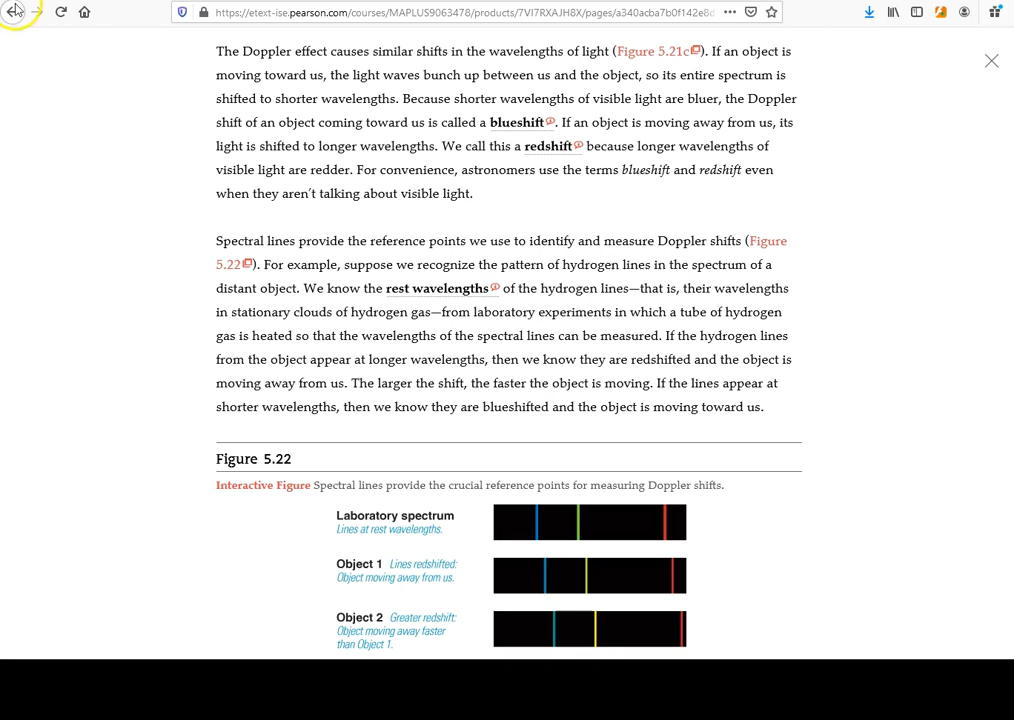 https://etext-ise.pearson.com/courses/MAPLUS9063478/products/7VI7RXAJH8X/pages/a340acba7b0f142e8d
The Doppler effect causes similar shifts in the wavelengths of light (Figure 5.21c). If an object is
moving toward us, the light waves bunch up between us and the object, so its entire spectrum is
shifted to shorter wavelengths. Because shorter wavelengths of visible light are bluer, the Doppler
shift of an object coming toward us is called a blueshift. If an object is moving away from us, its
light is shifted to longer wavelengths. We call this a redshift because longer wavelengths of
visible light are redder. For convenience, astronomers use the terms blueshift and redshift even
when they aren’t talking about visible light.
Spectral lines provide the reference points we use to identify and measure Doppler shifts (Figure
5.22). For example, suppose we recognize the pattern of hydrogen lines in the spectrum of a
distant object. We know the rest wavelengths of the hydrogen lines—that is, their wavelengths
in stationary clouds of hydrogen gas—from laboratory experiments in which a tube of hydrogen
gas is heated so that the wavelengths of the spectral lines can be measured. If the hydrogen lines
from the object appear at longer wavelengths, then we know they are redshifted and the object is
moving away from us. The larger the shift, the faster the object is moving. If the lines appear at
shorter wavelengths, then we know they are blueshifted and the object is moving toward us.
Figure 5.22
Interactive Figure Spectral lines provide the crucial reference points for measuring Doppler shifts.
Laboratory spectrum
Lines at rest wavelengths.
Object 1 Lines redshifted:
Object moving away from us.
Object 2 Greater redshift:
Object moving away faster
than Object 1.